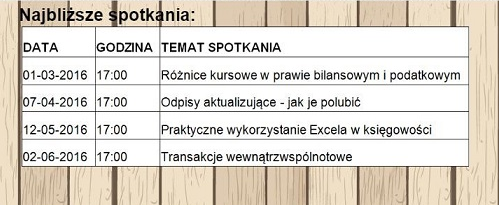 Najbliższe spotkania:
DATA GODZINA TEMAT SPOTKANIA
01-03-2016 17:00 Różnice kursowe w prawie bilansowym i podatkowym
07-04-2016 17:00 Odpisy aktualizujące - jak je polubić
12-05-2016 17:00 Praktyczne wykorzystanie Excela w księgowości
02-06-2016 17:00 Transakcje wewnątrzwspólnotowe